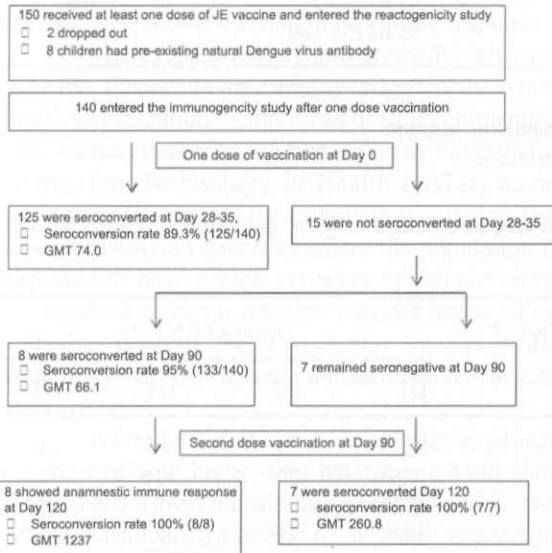 150 received at least one dose of JE vaccine and entered the reactogenicity study
2 dropped out
8 children had pre-existing natural Dengue virus antibody
140 entered the immunogencity study after one dose vaccination
One dose of vaccination at Day 0
125 were seroconverted at Day 28-35,
Seroconversion rate 89.3% (125/140)
GMT 74.0
15 were not seroconverted at Day 28-35
8 were seroconverted at Day 90
Seroconversion rate 95% (133/140)
GMT 66.1
7 remained seronegative at Day 90
Second dose vaccination at Day 90
8 showed anamnestic immune response
at Day 120
Seroconversion rate 100% (8/8)
GMT 1237
7 were seroconverted Day 120
seroconversion rate 100% (7/7)
GMT 260.8